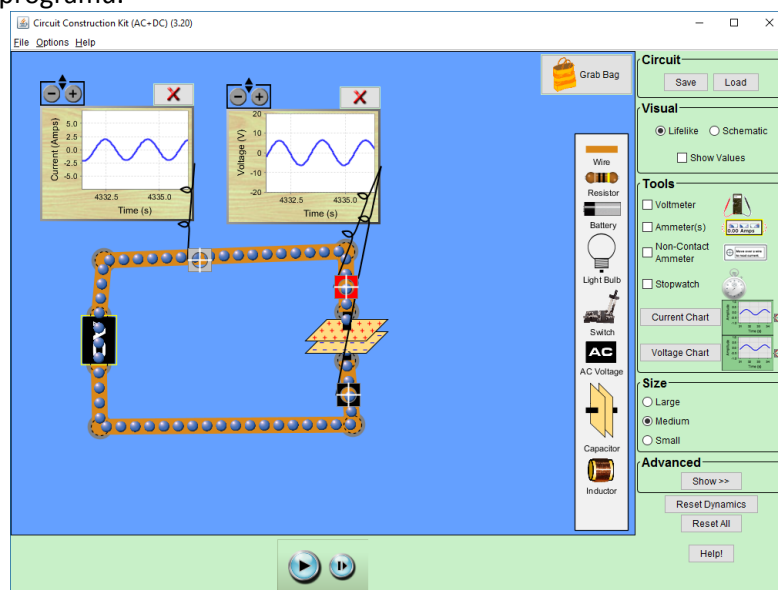 programu.
Circuit Construction Kit (AC+DC) (3.20)
File Options Help
Grab Bag
Current (Amps)
5.0
2.5
0.0
-2.5
-5.0
4332.5 4335.0
Time (s)
Voltage (V)
20
10
0
-10
-20
4332.5 4335.0
Time (s)
Wire
Resistor
Battery
Light Bulb
Switch
AC
AC Voltage
Capacitor
Inductor
Circuit
Save Load
Visual
Lifelike Schematic
Show Values
Tools
Voltmeter
Ammeter(s)
0.00 Amps
Non-Contact
Ammeter
Stopwatch
Current Chart
Voltage Chart
Size
Large
Medium
Small
Advanced
Show >>
Reset Dynamics
Reset All
Help!